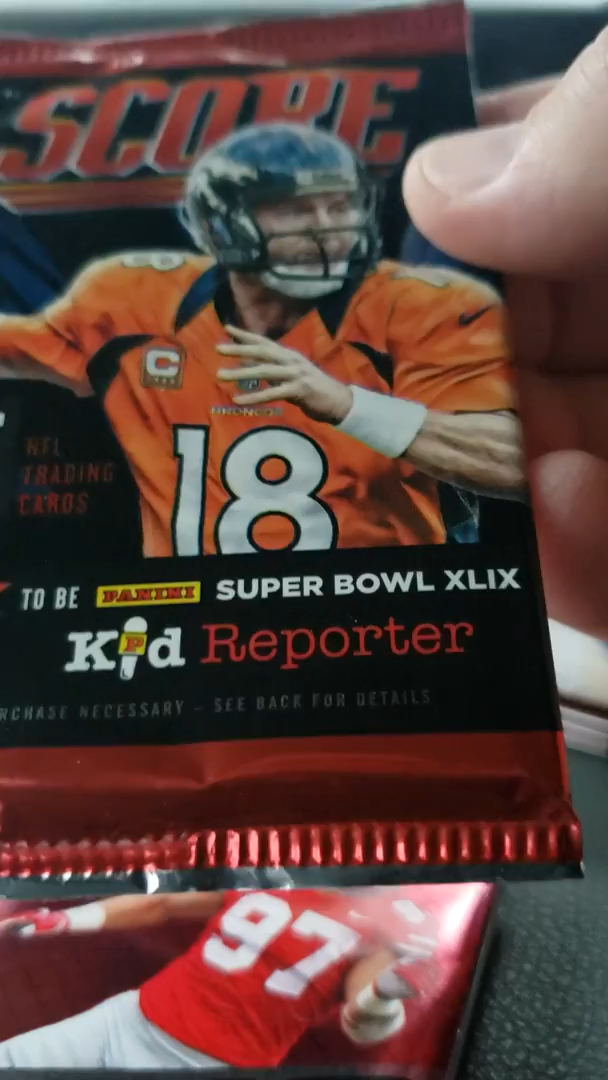 SCORE
C
BRONCOS
18
NFL
TRADING
CARDS
TO BE PANINI SUPER BOWL XLIX
Kid Reporter
RCHASE NECESSARY - SEE BACK FOR DETAILS
97